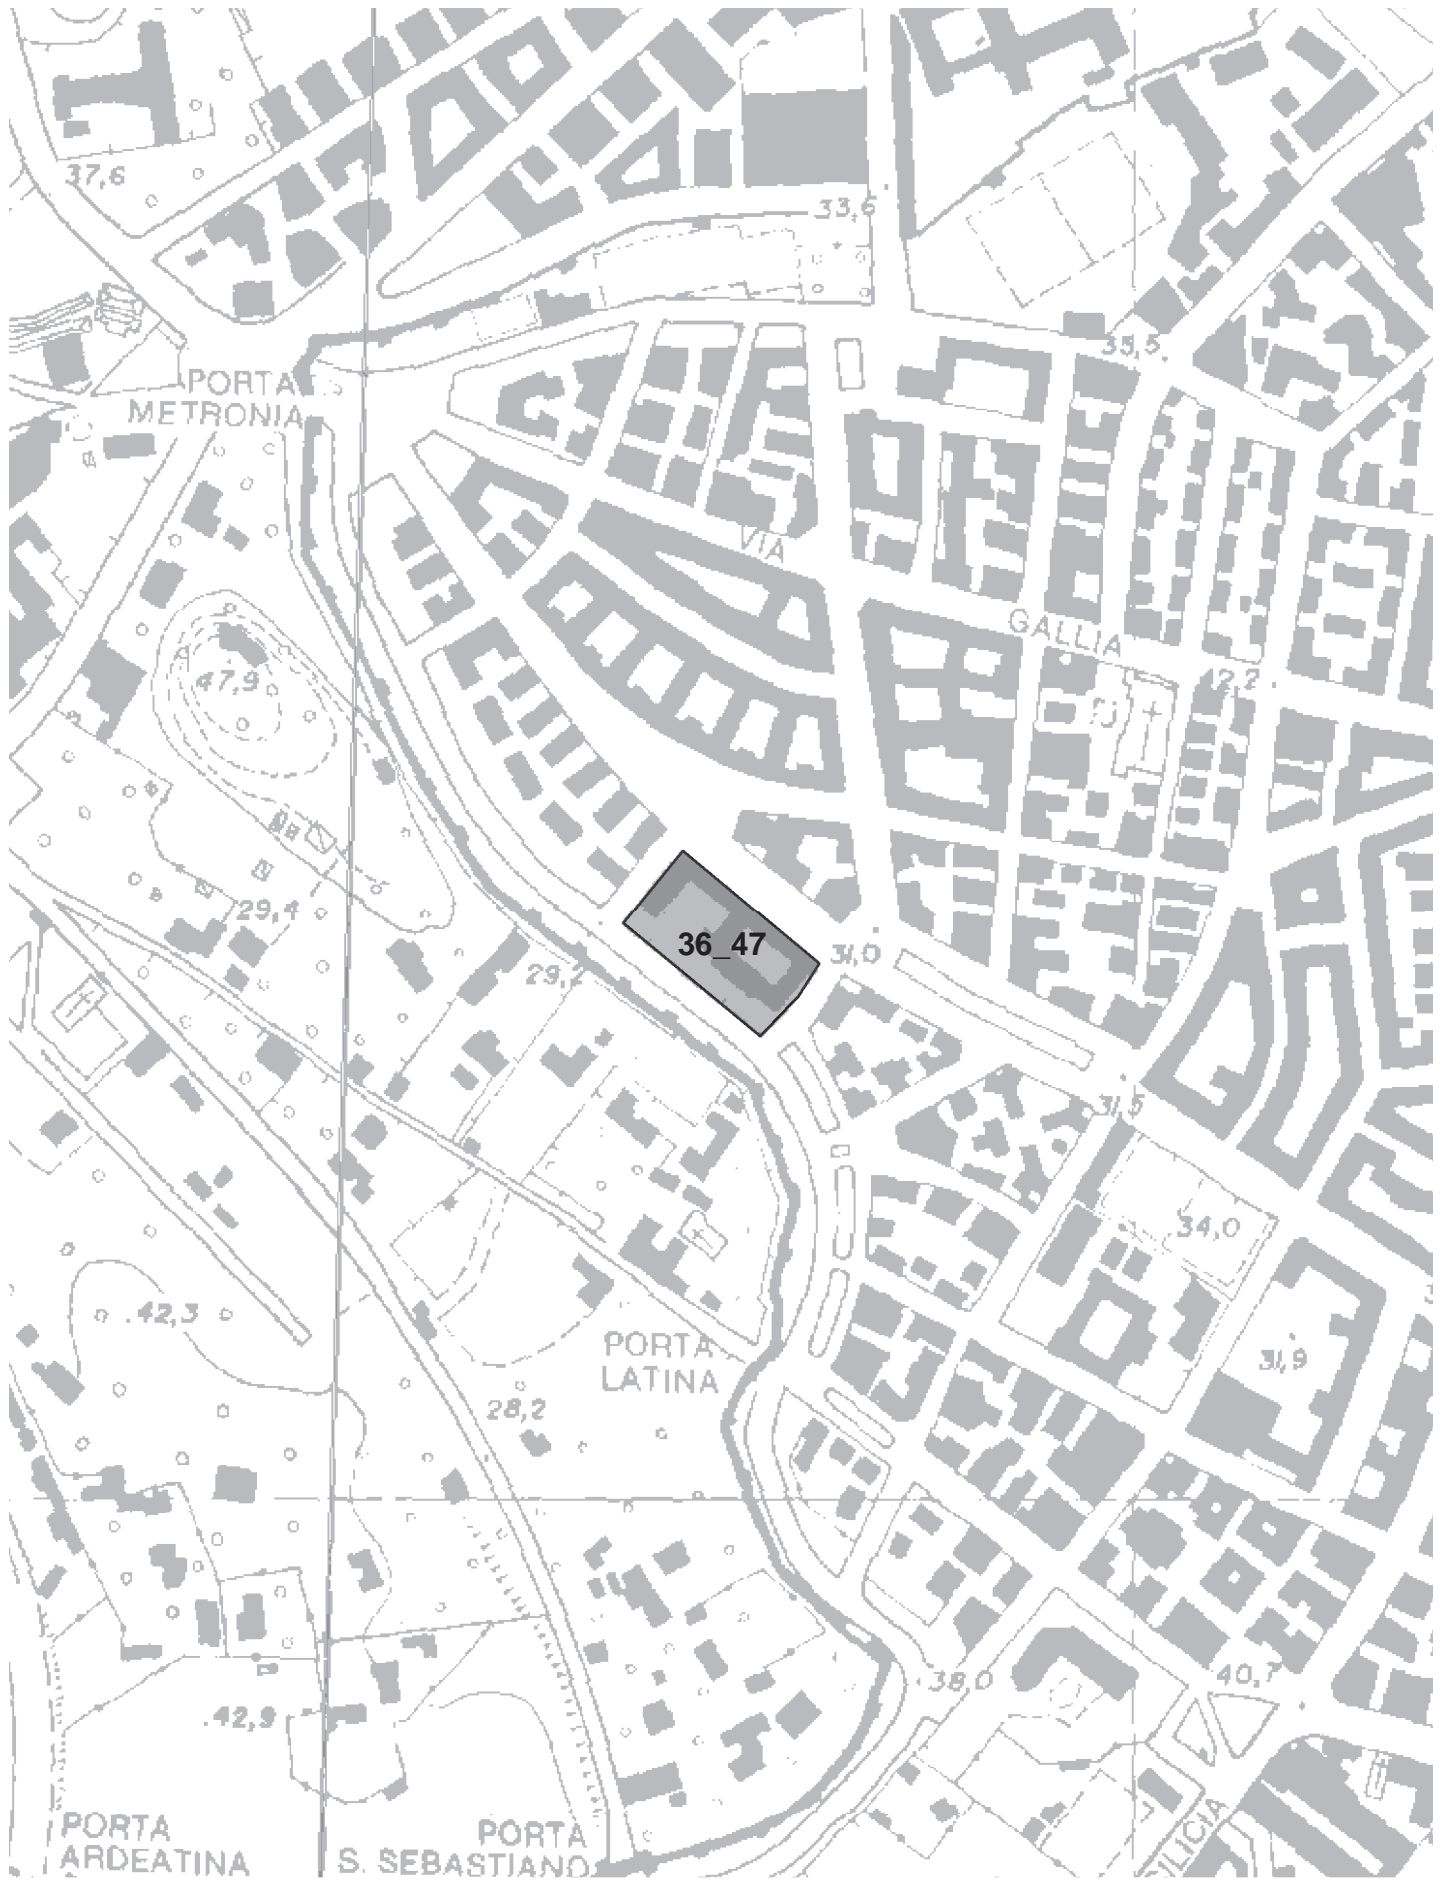 37,6
33,6
35,5
PORTA
METRONIA
VIA
GALLIA
47,9
42,2
29,4
36_47
31,0
29,2
31,5
34,0
.42,3
PORTA
LATINA
31,9
28,2
38,0
40,7
.42,9
PORTA
ARDEATINA
PORTA
S. SEBASTIANO
ILICIA